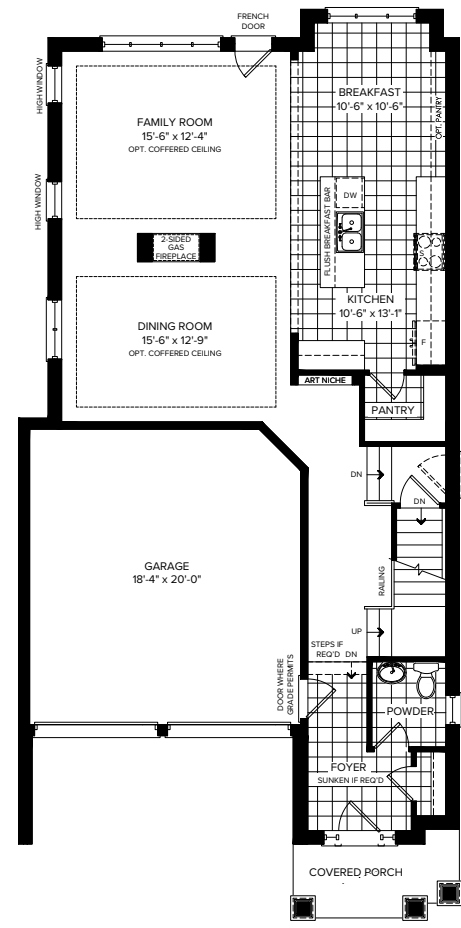 FRENCH
DOOR
HIGH WINDOW
FAMILY ROOM
15'-6" x 12'-4"
OPT. COFFERED CEILING
BREAKFAST
10'-6" x 10'-6"
OPT. PANTRY
HIGH WINDOW
DW
FLUSH BREAKFAST BAR
2-SIDED
GAS
FIREPLACE
S
KITCHEN
10'-6" x 13'-1"
DINING ROOM
15'-6" x 12'-9"
OPT. COFFERED CEILING
F
ART NICHE
PANTRY
DN
DN
GARAGE
18'-4" x 20'-0"
RAILING
UP
STEPS IF
REQ'D DN
DOOR WHERE
GRADE PERMITS
POWDER
FOYER
SUNKEN IF REQ'D
COVERED PORCH